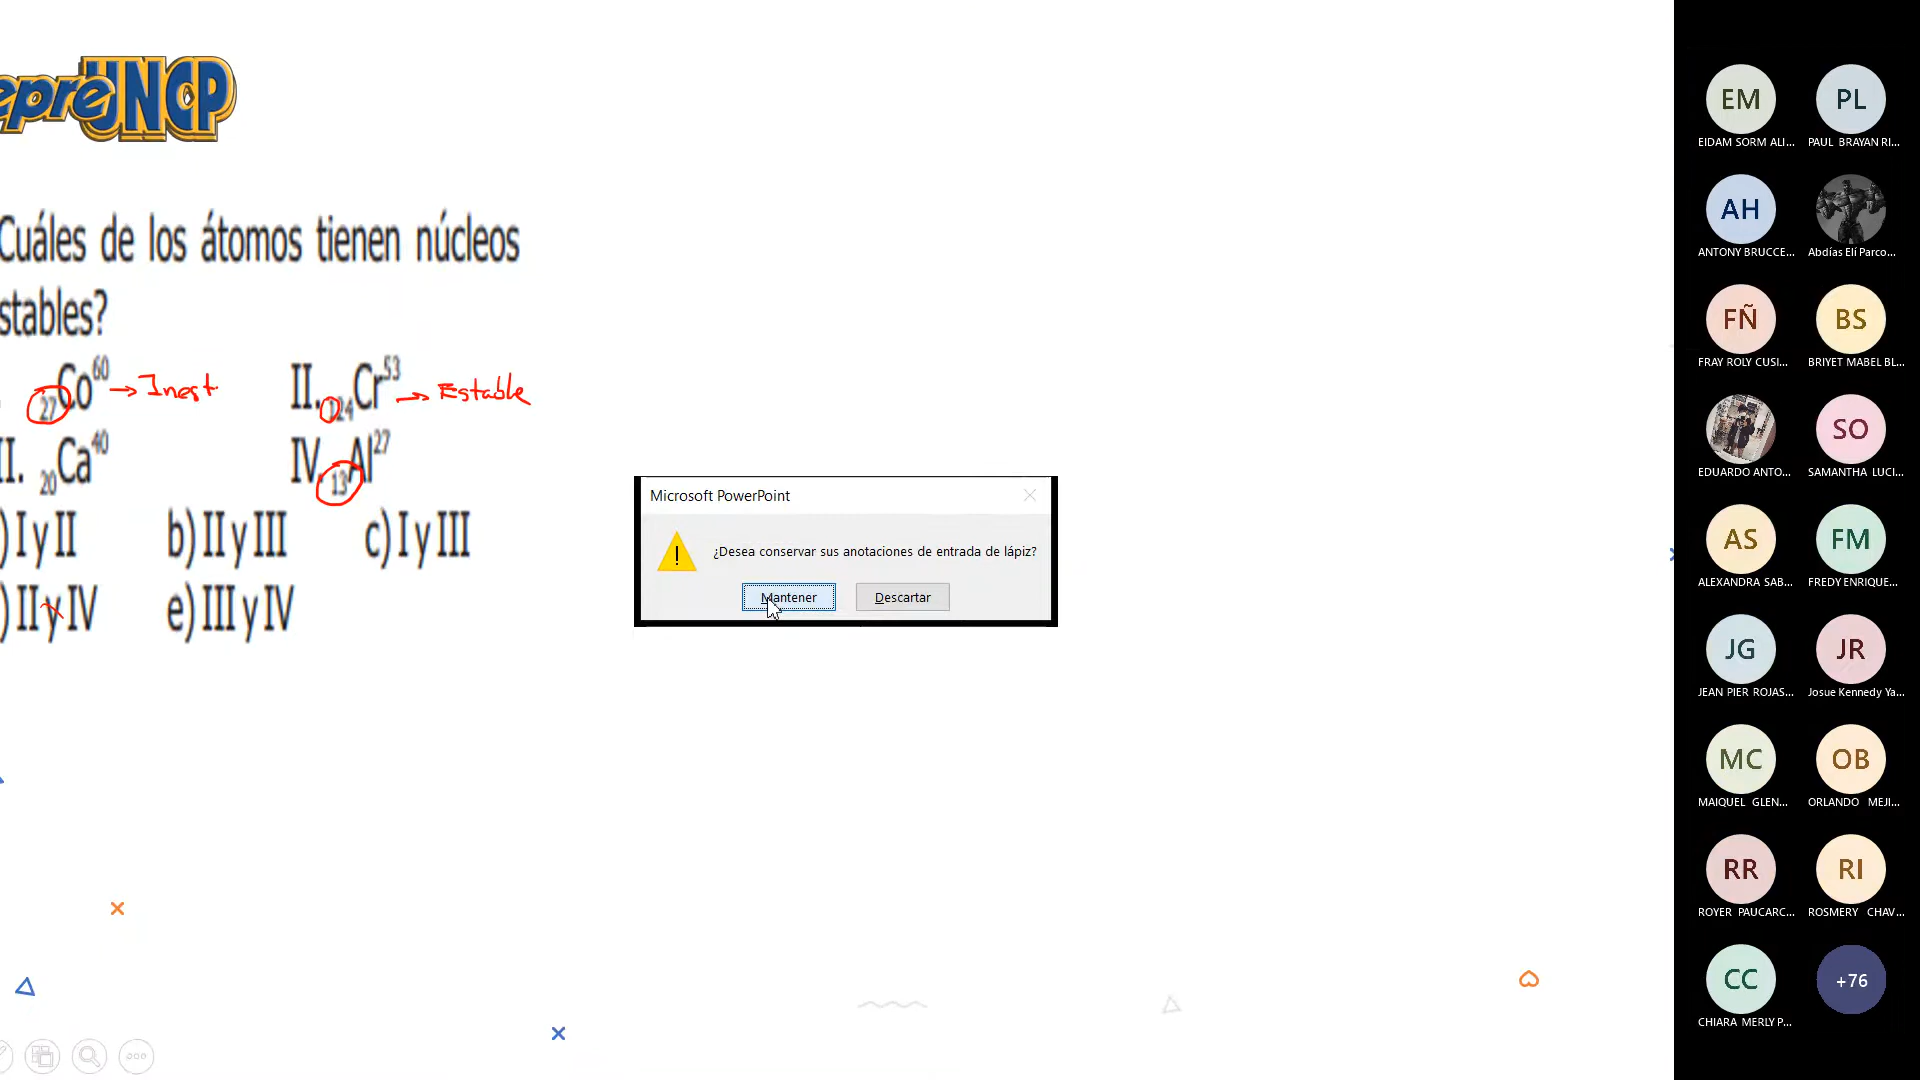 epreUNCP
Cuáles de los átomos tienen núcleos
stables?
27Co60 → Inest. II. 124Cr53 → Estable
II. 20Ca40 IV. 13Al27
) I y II b) II y III c) I y III
) II y IV e) III y IV
Microsoft PowerPoint
¿Desea conservar sus anotaciones de entrada de lápiz?
Mantener Descartar
EM PL
EIDAM SORM ALI... PAUL BRAYAN RI...
AH
ANTONY BRUCCE... Abdías Elí Parco...
FÑ BS
FRAY ROLY CUSI... BRIYET MABEL BL...
SO
EDUARDO ANTO... SAMANTHA LUCI...
AS FM
ALEXANDRA SAB... FREDY ENRIQUE...
JG JR
JEAN PIER ROJAS... Josue Kennedy Ya...
MC OB
MAIQUEL GLEN... ORLANDO MEJI...
RR RI
ROYER PAUCARC... ROSMERY CHAV...
CC +76
CHIARA MERLY P...